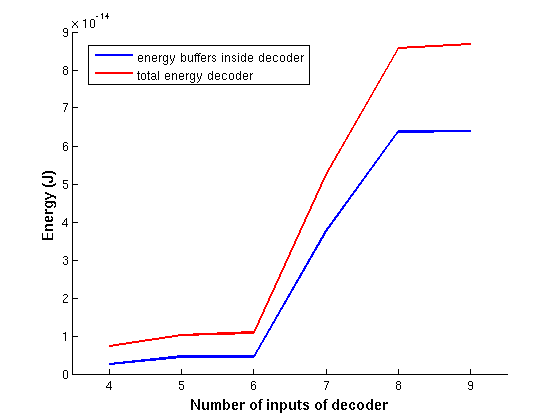 × 10^-14
9
8
7
6
5
4
3
2
1
0
Energy (J)
energy buffers inside decoder
total energy decoder
4 5 6 7 8 9
Number of inputs of decoder